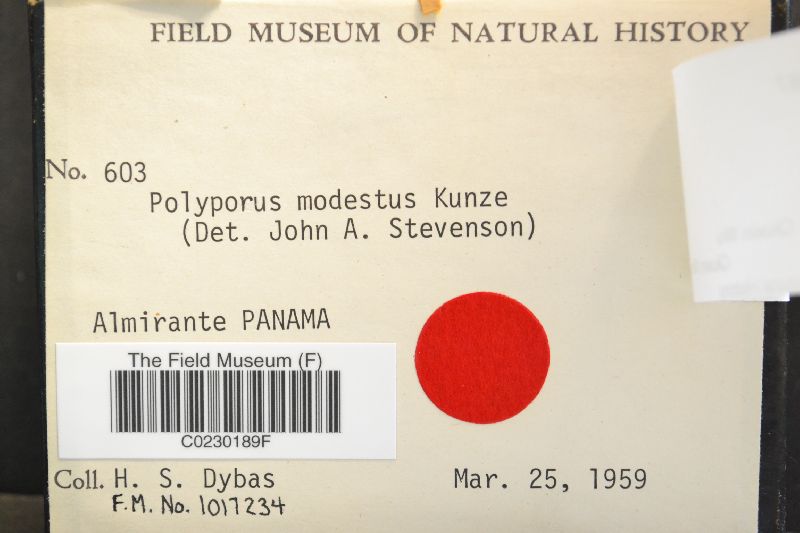 FIELD MUSEUM OF NATURAL HISTORY
No. 603
Polyporus modestus Kunze
(Det. John A. Stevenson)
Almirante PANAMA
The Field Museum (F)
C0230189F
Coll. H. S. Dybas
Mar. 25, 1959
F.M. No. 1017234